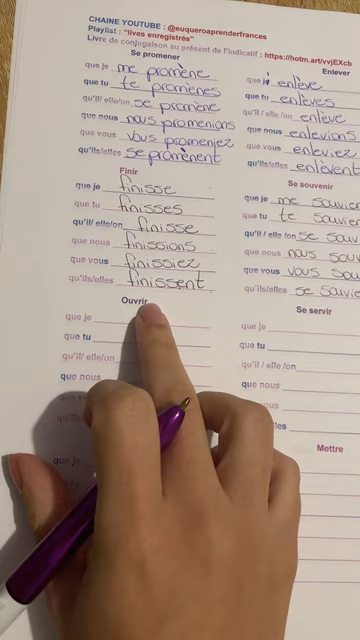 CHAINE YOUTUBE : @euqueroaprenderfrances
Playlist : "lives enregistrés"
Livre de conjugaison au présent de l'indicatif : https://hotm.art/vvjEXcb
Se promener
que je me promène
que tu te promènes
qu'il/ elle/on se promène
que nous nous promenions
que vous vous promeniez
qu'ils/elles se promènent
Finir
que je finisse
que tu finisses
qu'il/ elle/on finisse
que nous finissions
que vous finissiez
qu'ils/elles finissent
Ouvrir
que je
que tu
qu'il/ elle/on
que nous
que je
Enlever
que j' enlève
que tu enlèves
qu'il / elle /on enlève
que nous enlevions
que vous enleviez
qu'ils/elles enlèvent
Se souvenir
que je me souvien
que tu te souvien
qu'il / elle /on se souv
que nous nous souv
que vous vous sou
qu'ils/elles se souvie
Se servir
que je
que tu
qu'il / elle /on
que nous
vous
lles
Mettre